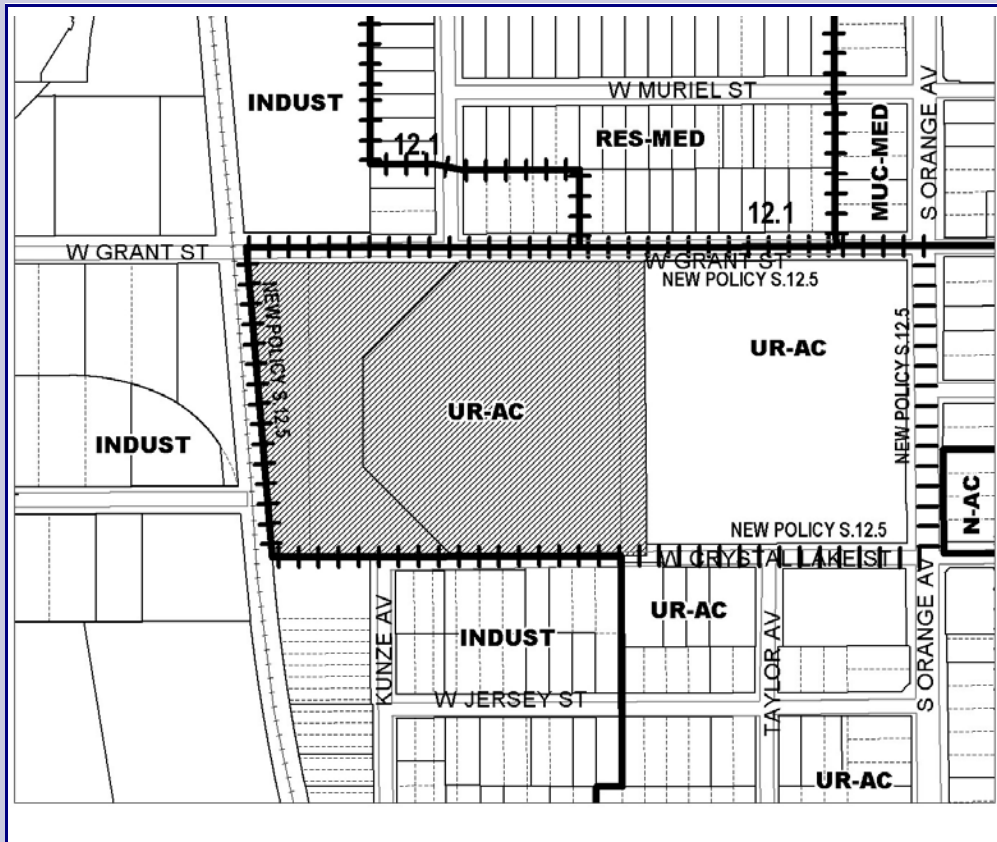 W MURIEL ST
INDUST
RES-MED
12.1
MUC-MED
S ORANGE AV
12.1
W GRANT ST
W GRANT ST
NEW POLICY S.12.5
NEW POLICY S.12.5
UR-AC
NEW POLICY S.12.5
UR-AC
INDUST
N-AC
NEW POLICY S.12.5
W CRYSTAL LAKE ST
KUNZE AV
INDUST
UR-AC
TAYLOR AV
S ORANGE AV
W JERSEY ST
UR-AC